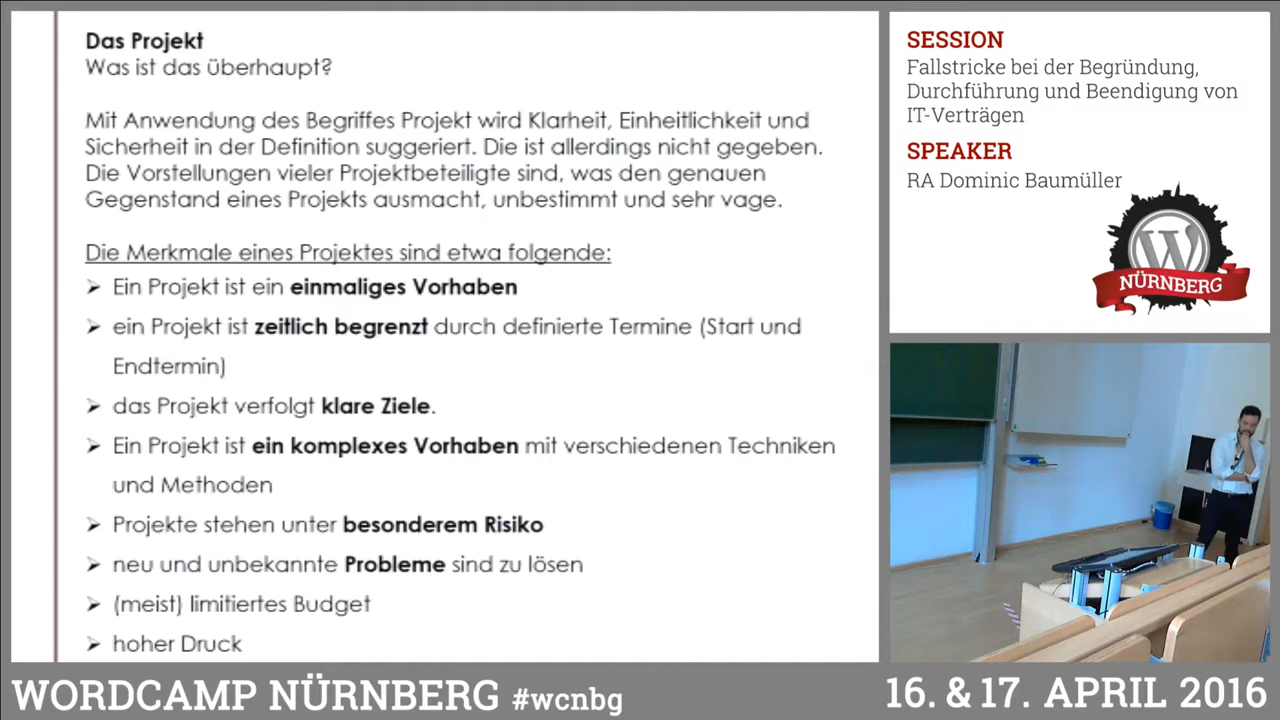 Das Projekt
Was ist das überhaupt?
Mit Anwendung des Begriffes Projekt wird Klarheit, Einheitlichkeit und
Sicherheit in der Definition suggeriert. Die ist allerdings nicht gegeben.
Die Vorstellungen vieler Projektbeteiligte sind, was den genauen
Gegenstand eines Projekts ausmacht, unbestimmt und sehr vage.
Die Merkmale eines Projektes sind etwa folgende:
➢ Ein Projekt ist ein einmaliges Vorhaben
➢ ein Projekt ist zeitlich begrenzt durch definierte Termine (Start und
Endtermin)
➢ das Projekt verfolgt klare Ziele.
➢ Ein Projekt ist ein komplexes Vorhaben mit verschiedenen Techniken
und Methoden
➢ Projekte stehen unter besonderem Risiko
➢ neu und unbekannte Probleme sind zu lösen
➢ (meist) limitiertes Budget
➢ hoher Druck
SESSION
Fallstricke bei der Begründung,
Durchführung und Beendigung von
IT-Verträgen
SPEAKER
RA Dominic Baumüller
W
NÜRNBERG
WORDCAMP NÜRNBERG #wcnbg
16. & 17. APRIL 2016